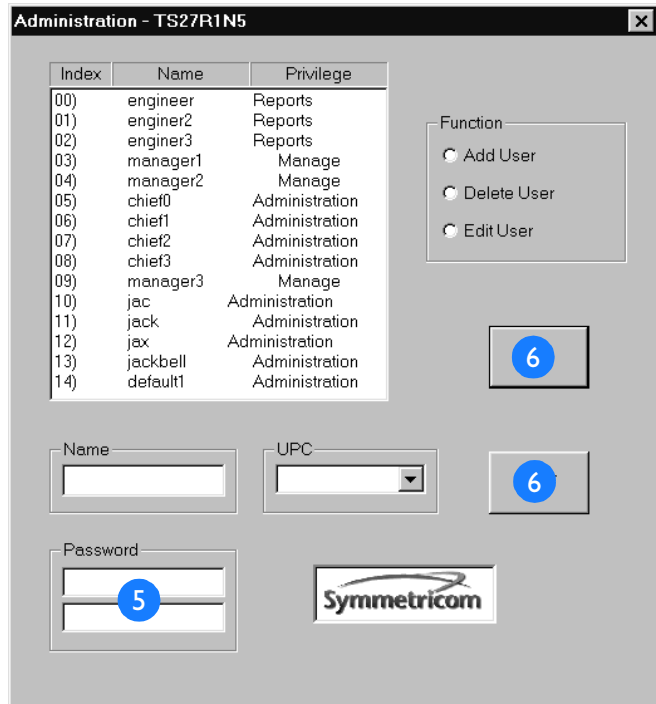 Administration - TS27R1N5
Index Name Privilege
00) engineer Reports
01) enginer2 Reports
02) enginer3 Reports
03) manager1 Manage
04) manager2 Manage
05) chief0 Administration
06) chief1 Administration
07) chief2 Administration
08) chief3 Administration
09) manager3 Manage
10) jac Administration
11) jack Administration
12) jax Administration
13) jackbell Administration
14) default1 Administration
Function
Add User
Delete User
Edit User
6
Name
UPC
6
Password
5
Symmetricom